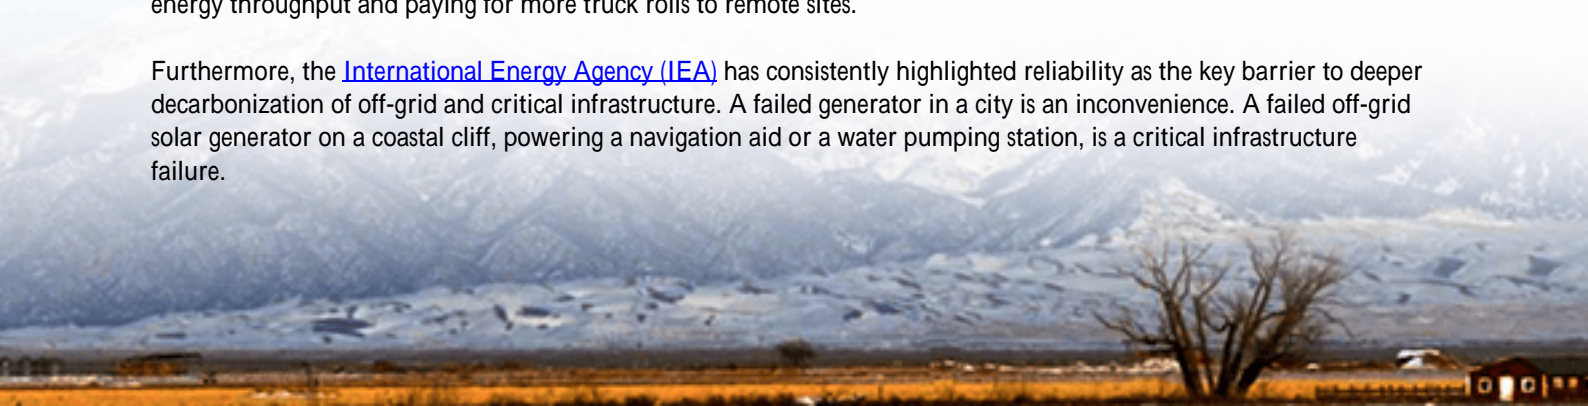 energy throughput and paying for more truck rolls to remote sites.
Furthermore, the International Energy Agency (IEA) has consistently highlighted reliability as the key barrier to deeper
decarbonization of off-grid and critical infrastructure. A failed generator in a city is an inconvenience. A failed off-grid
solar generator on a coastal cliff, powering a navigation aid or a water pumping station, is a critical infrastructure
failure.